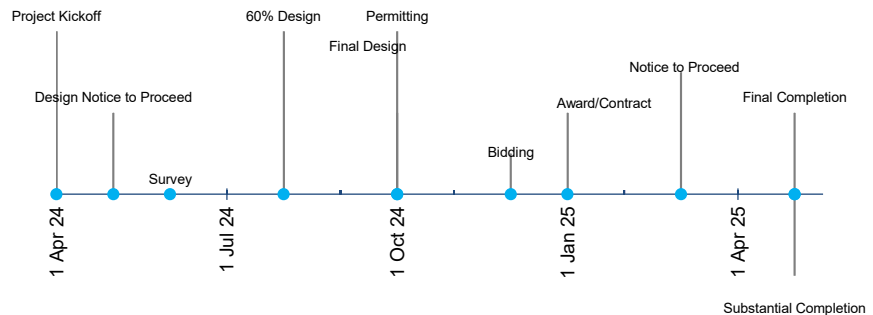 Project Kickoff
60% Design
Permitting
Final Design
Notice to Proceed
Design Notice to Proceed
Award/Contract
Final Completion
Bidding
Survey
1 Apr 24
1 Jul 24
1 Oct 24
1 Jan 25
1 Apr 25
Substantial Completion